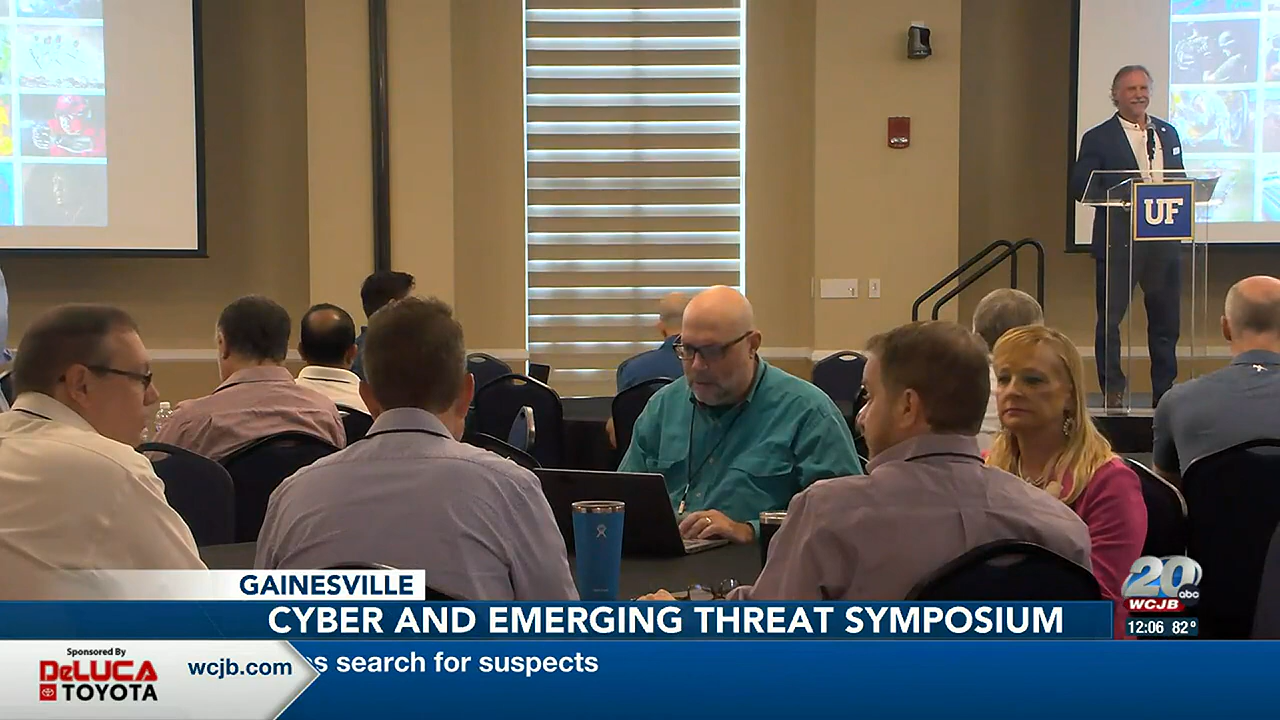 UF
GAINESVILLE
CYBER AND EMERGING THREAT SYMPOSIUM
20
abc
WCJB
12:06 82°
Sponsored By
DeLUCA
TOYOTA
wcjb.com
s search for suspects